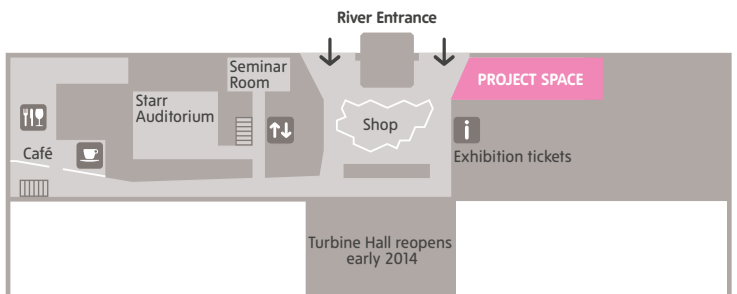 River Entrance
Seminar
Room
PROJECT SPACE
Starr
Auditorium
Shop
i
Café
Exhibition tickets
Turbine Hall reopens
early 2014